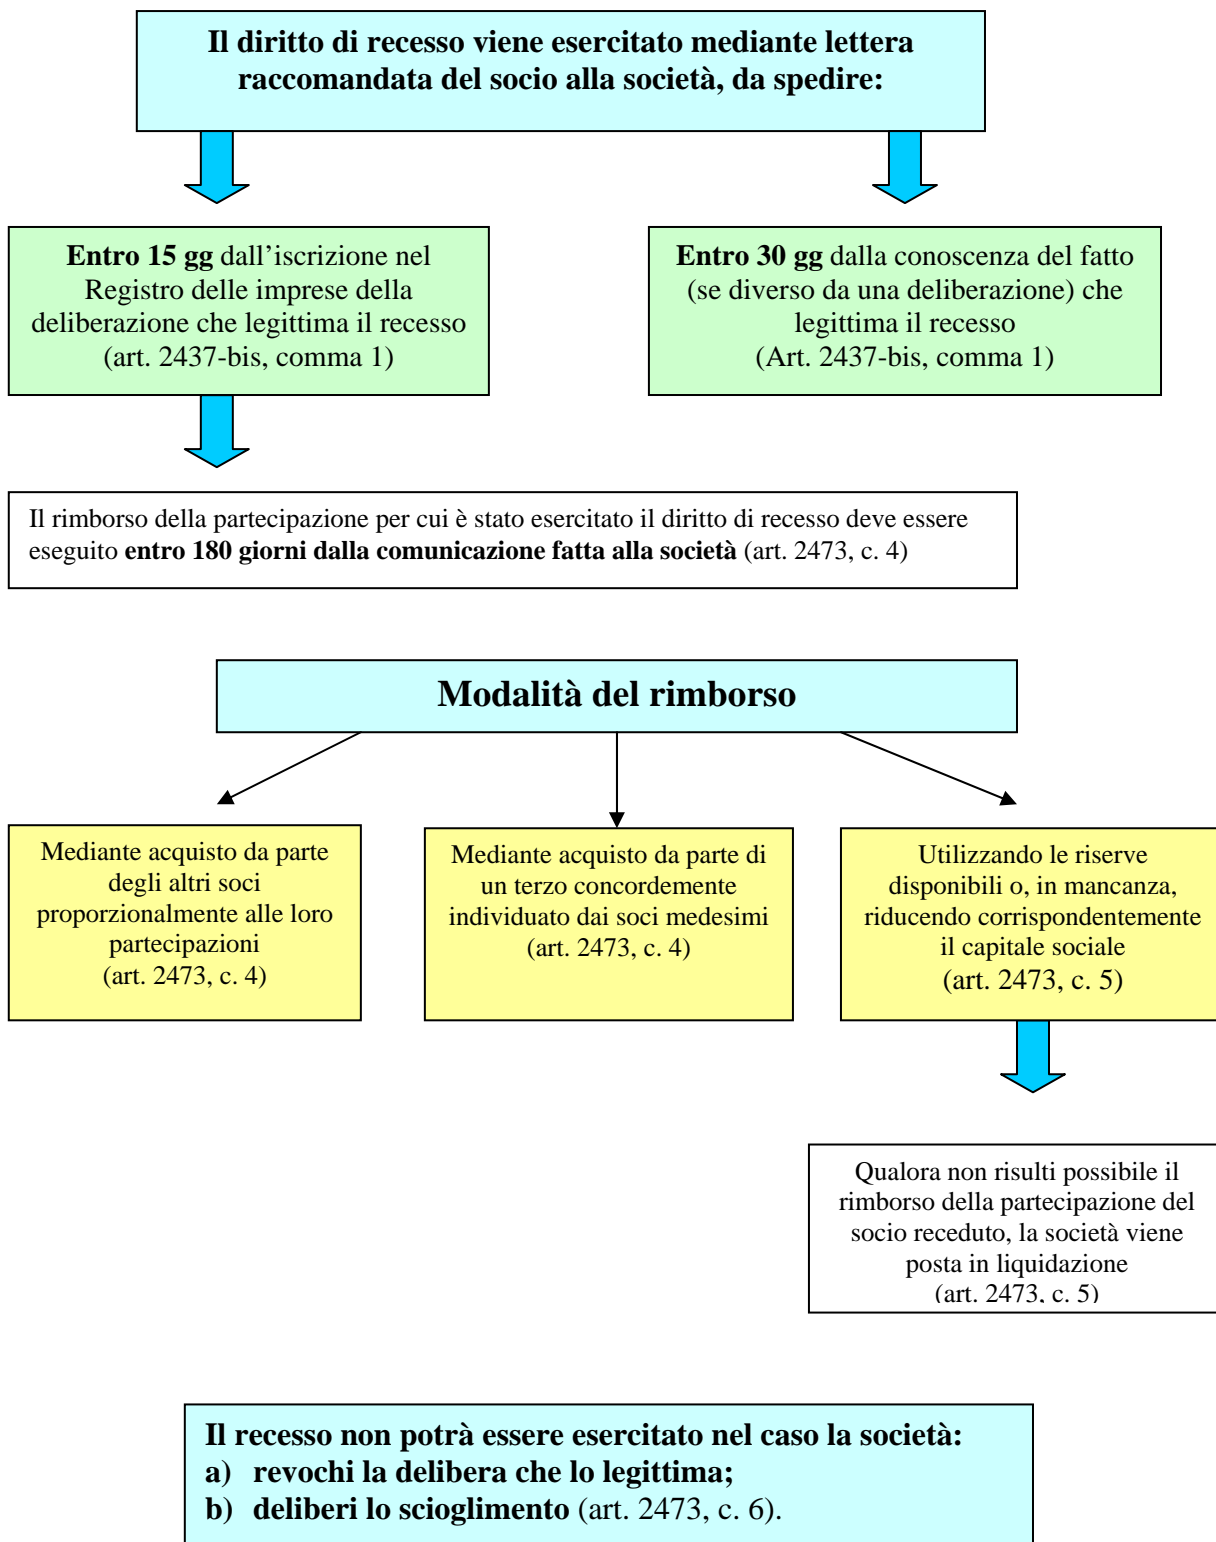 Il diritto di recesso viene esercitato mediante lettera
raccomandata del socio alla società, da spedire:
Entro 15 gg dall'iscrizione nel
Registro delle imprese della
deliberazione che legittima il recesso
(art. 2437-bis, comma 1)
Entro 30 gg dalla conoscenza del fatto
(se diverso da una deliberazione) che
legittima il recesso
(Art. 2437-bis, comma 1)
Il rimborso della partecipazione per cui è stato esercitato il diritto di recesso deve essere
eseguito entro 180 giorni dalla comunicazione fatta alla società (art. 2473, c. 4)
Modalità del rimborso
Mediante acquisto da parte
degli altri soci
proporzionalmente alle loro
partecipazioni
(art. 2473, c. 4)
Mediante acquisto da parte di
un terzo concordemente
individuato dai soci medesimi
(art. 2473, c. 4)
Utilizzando le riserve
disponibili o, in mancanza,
riducendo corrispondentemente
il capitale sociale
(art. 2473, c. 5)
Qualora non risulti possibile il
rimborso della partecipazione del
socio receduto, la società viene
posta in liquidazione
(art. 2473, c. 5)
Il recesso non potrà essere esercitato nel caso la società:
a) revochi la delibera che lo legittima;
b) deliberi lo scioglimento (art. 2473, c. 6).